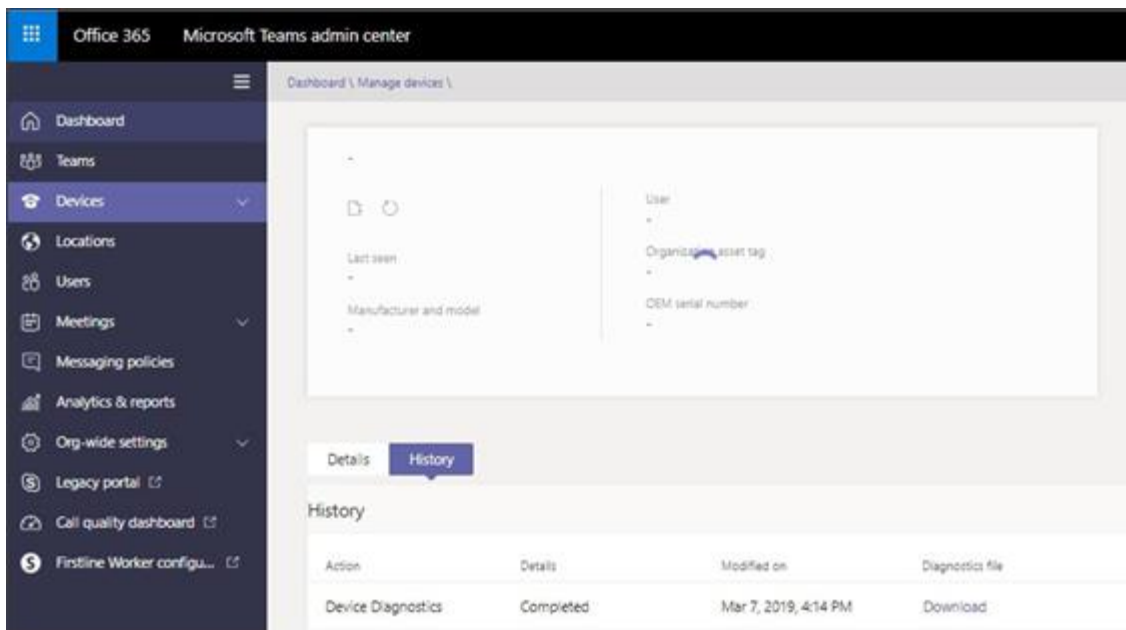 Office 365 Microsoft Teams admin center
Dashboard \ Manage devices \
Dashboard
Teams
Devices
Locations
Users
Meetings
Messaging policies
Analytics & reports
Org-wide settings
Legacy portal
Call quality dashboard
Firstline Worker configu...
-
Last seen
-
Manufacturer and model
-
User
-
Organization asset tag
-
OEM serial number
-
Details History
History
Action Details Modified on Diagnostics file
Device Diagnostics Completed Mar 7, 2019, 4:14 PM Download